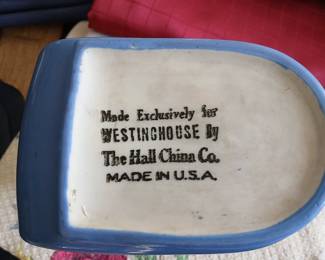 Made Exclusively for
WESTINGHOUSE By
The Hall China Co.
MADE IN U.S.A.